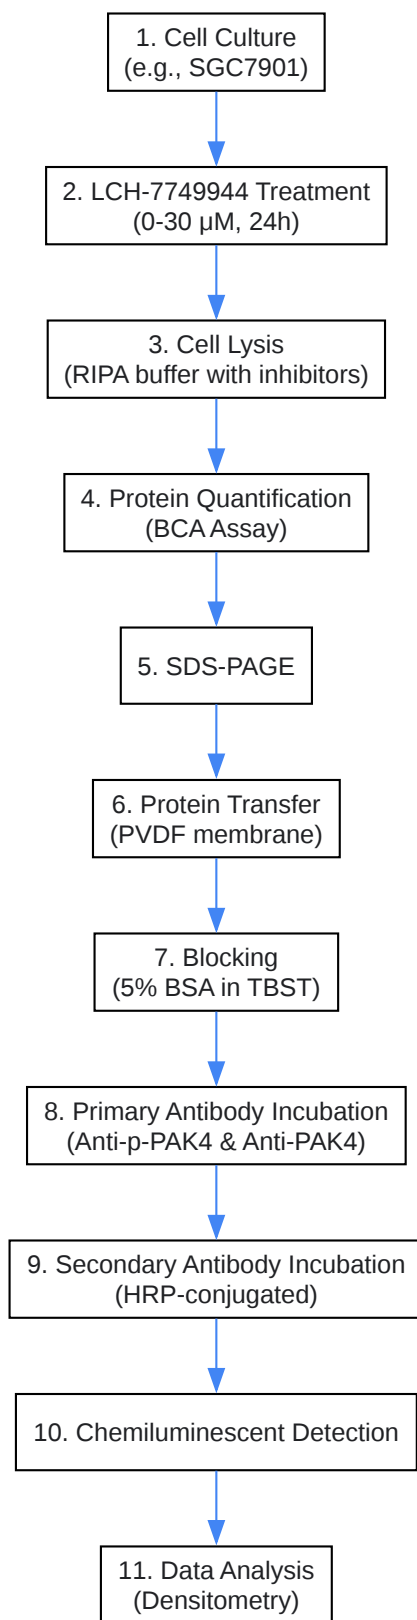 1. Cell Culture
(e.g., SGC7901)
2. LCH-7749944 Treatment
(0-30 μM, 24h)
3. Cell Lysis
(RIPA buffer with inhibitors)
4. Protein Quantification
(BCA Assay)
5. SDS-PAGE
6. Protein Transfer
(PVDF membrane)
7. Blocking
(5% BSA in TBST)
8. Primary Antibody Incubation
(Anti-p-PAK4 & Anti-PAK4)
9. Secondary Antibody Incubation
(HRP-conjugated)
10. Chemiluminescent Detection
11. Data Analysis
(Densitometry)